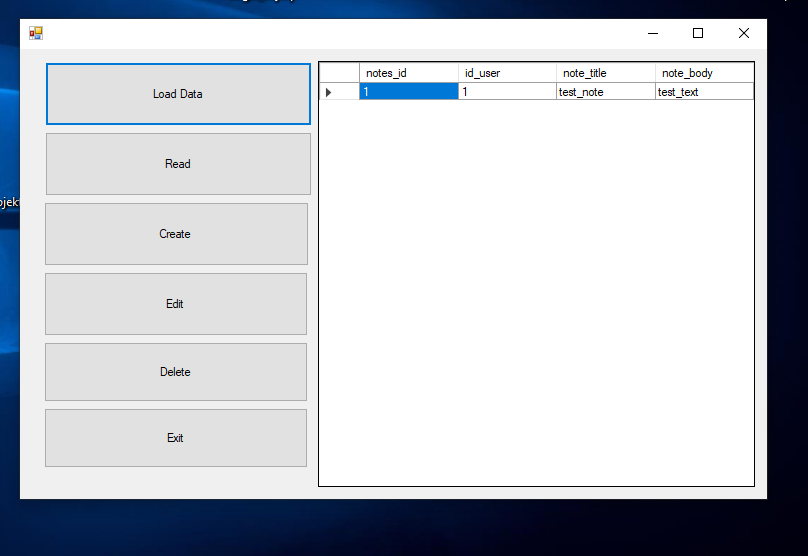 Load Data
Read
Create
Edit
Delete
Exit
notes_id id_user note_title note_body
1 1 test_note test_text